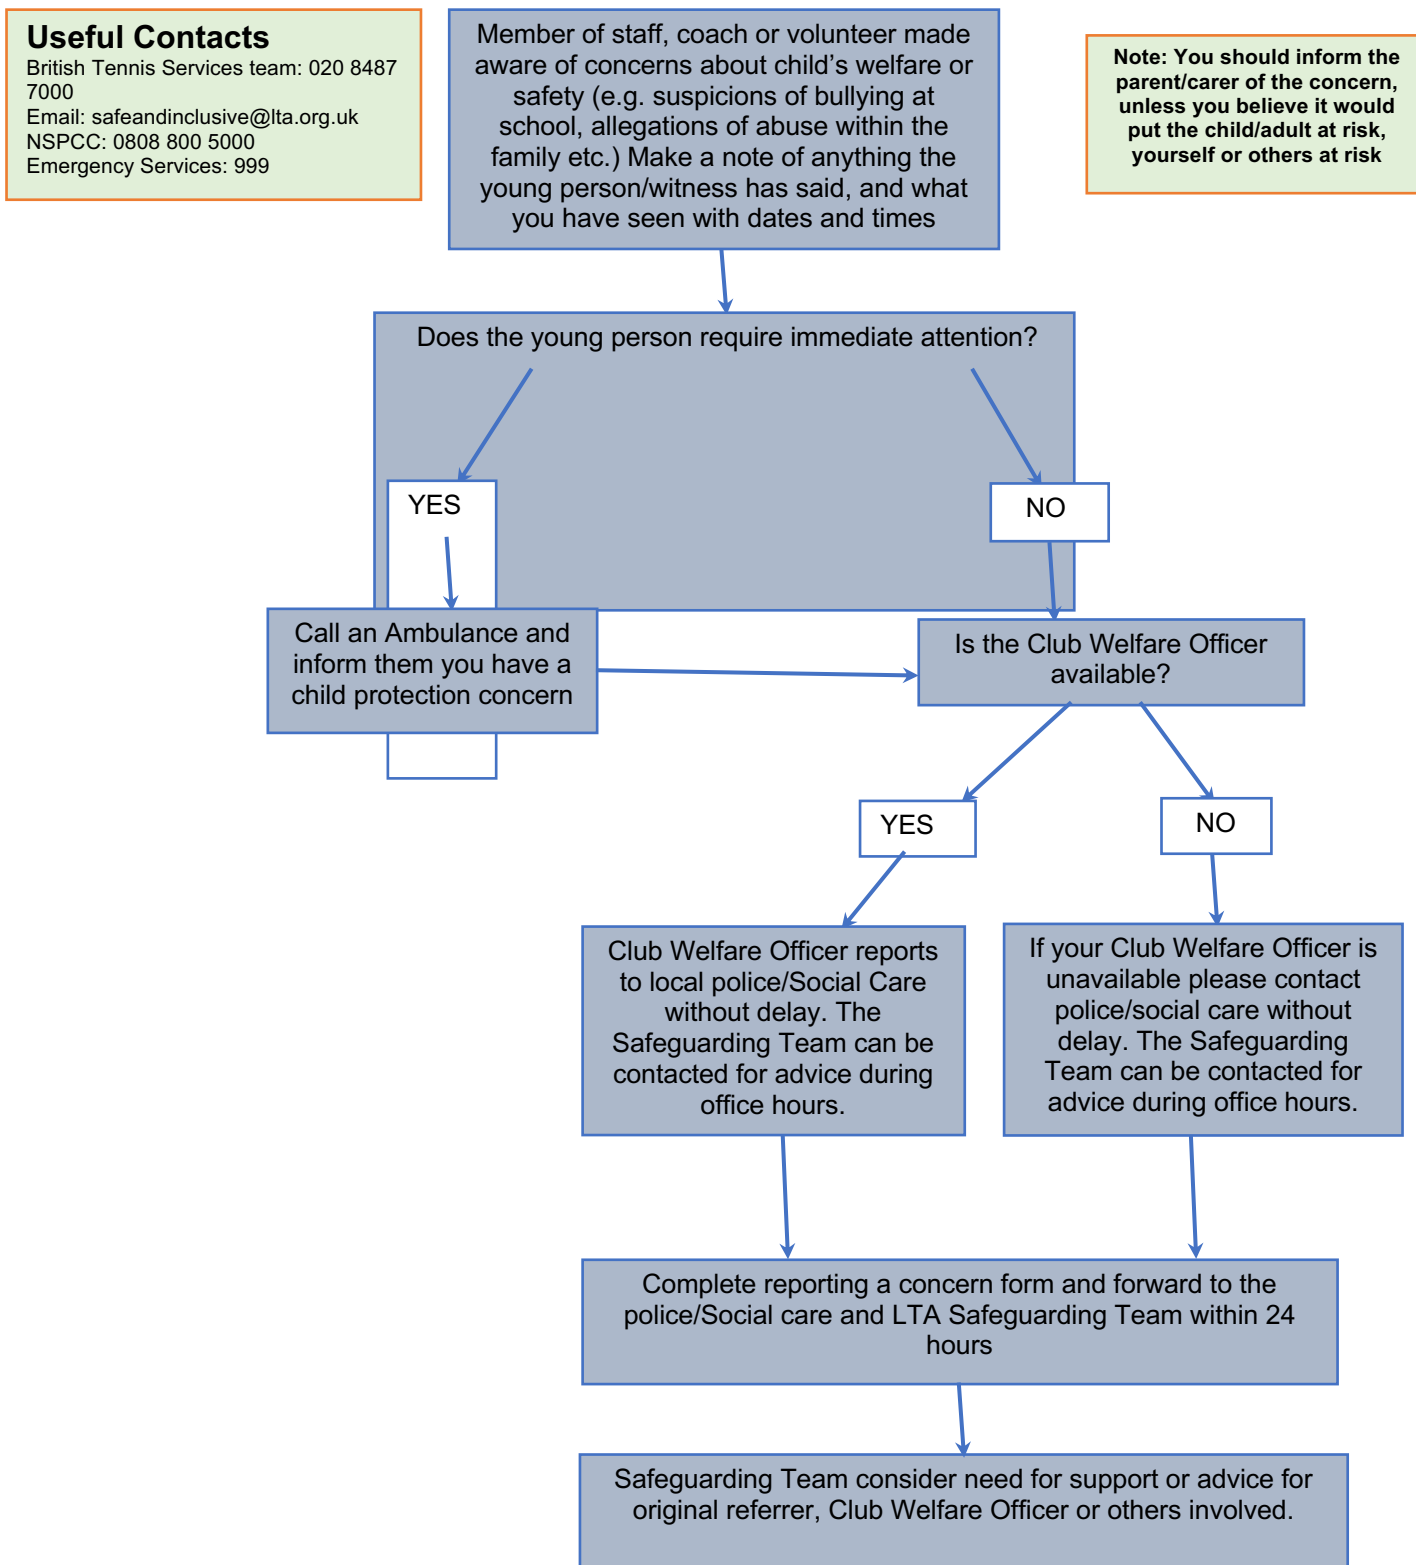 Useful Contacts
British Tennis Services team: 020 8487
7000
Email: safeandinclusive@lta.org.uk
NSPCC: 0808 800 5000
Emergency Services: 999
Member of staff, coach or volunteer made
aware of concerns about child’s welfare or
safety (e.g. suspicions of bullying at
school, allegations of abuse within the
family etc.) Make a note of anything the
young person/witness has said, and what
you have seen with dates and times
Note: You should inform the
parent/carer of the concern,
unless you believe it would
put the child/adult at risk,
yourself or others at risk
Does the young person require immediate attention?
YES
NO
Call an Ambulance and
inform them you have a
child protection concern
Is the Club Welfare Officer
available?
YES
NO
Club Welfare Officer reports
to local police/Social Care
without delay. The
Safeguarding Team can be
contacted for advice during
office hours.
If your Club Welfare Officer is
unavailable please contact
police/social care without
delay. The Safeguarding
Team can be contacted for
advice during office hours.
Complete reporting a concern form and forward to the
police/Social care and LTA Safeguarding Team within 24
hours
Safeguarding Team consider need for support or advice for
original referrer, Club Welfare Officer or others involved.